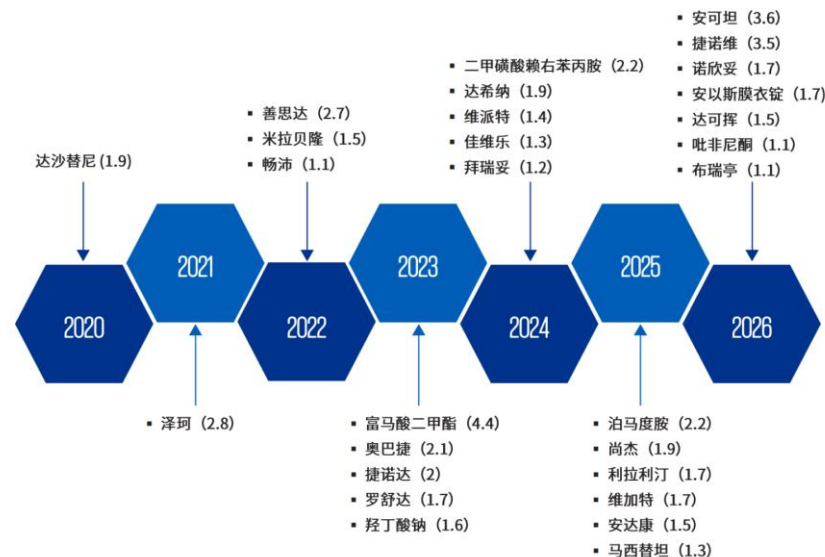 达沙替尼 (1.9)
▪ 善思达（2.7）
▪ 米拉贝隆（1.5）
▪ 畅沛（1.1）
▪ 二甲磺酸赖右苯丙胺（2.2）
▪ 达希纳（1.9）
▪ 维派特（1.4）
▪ 佳维乐（1.3）
▪ 拜瑞妥（1.2）
▪ 安可坦（3.6）
▪ 捷诺维（3.5）
▪ 诺欣妥（1.7）
▪ 安以斯膜衣锭（1.7）
▪ 达可挥（1.5）
▪ 吡非尼酮（1.1）
▪ 布瑞亭（1.1）
2020
2021
2022
2023
2024
2025
2026
▪ 泽珂（2.8）
▪ 富马酸二甲酯（4.4）
▪ 奥巴捷（2.1）
▪ 捷诺达（2）
▪ 罗舒达（1.7）
▪ 羟丁酸钠（1.6）
▪ 泊马度胺（2.2）
▪ 尚杰（1.9）
▪ 利拉利汀（1.7）
▪ 维加特（1.7）
▪ 安达康（1.5）
▪ 马西替坦（1.3）